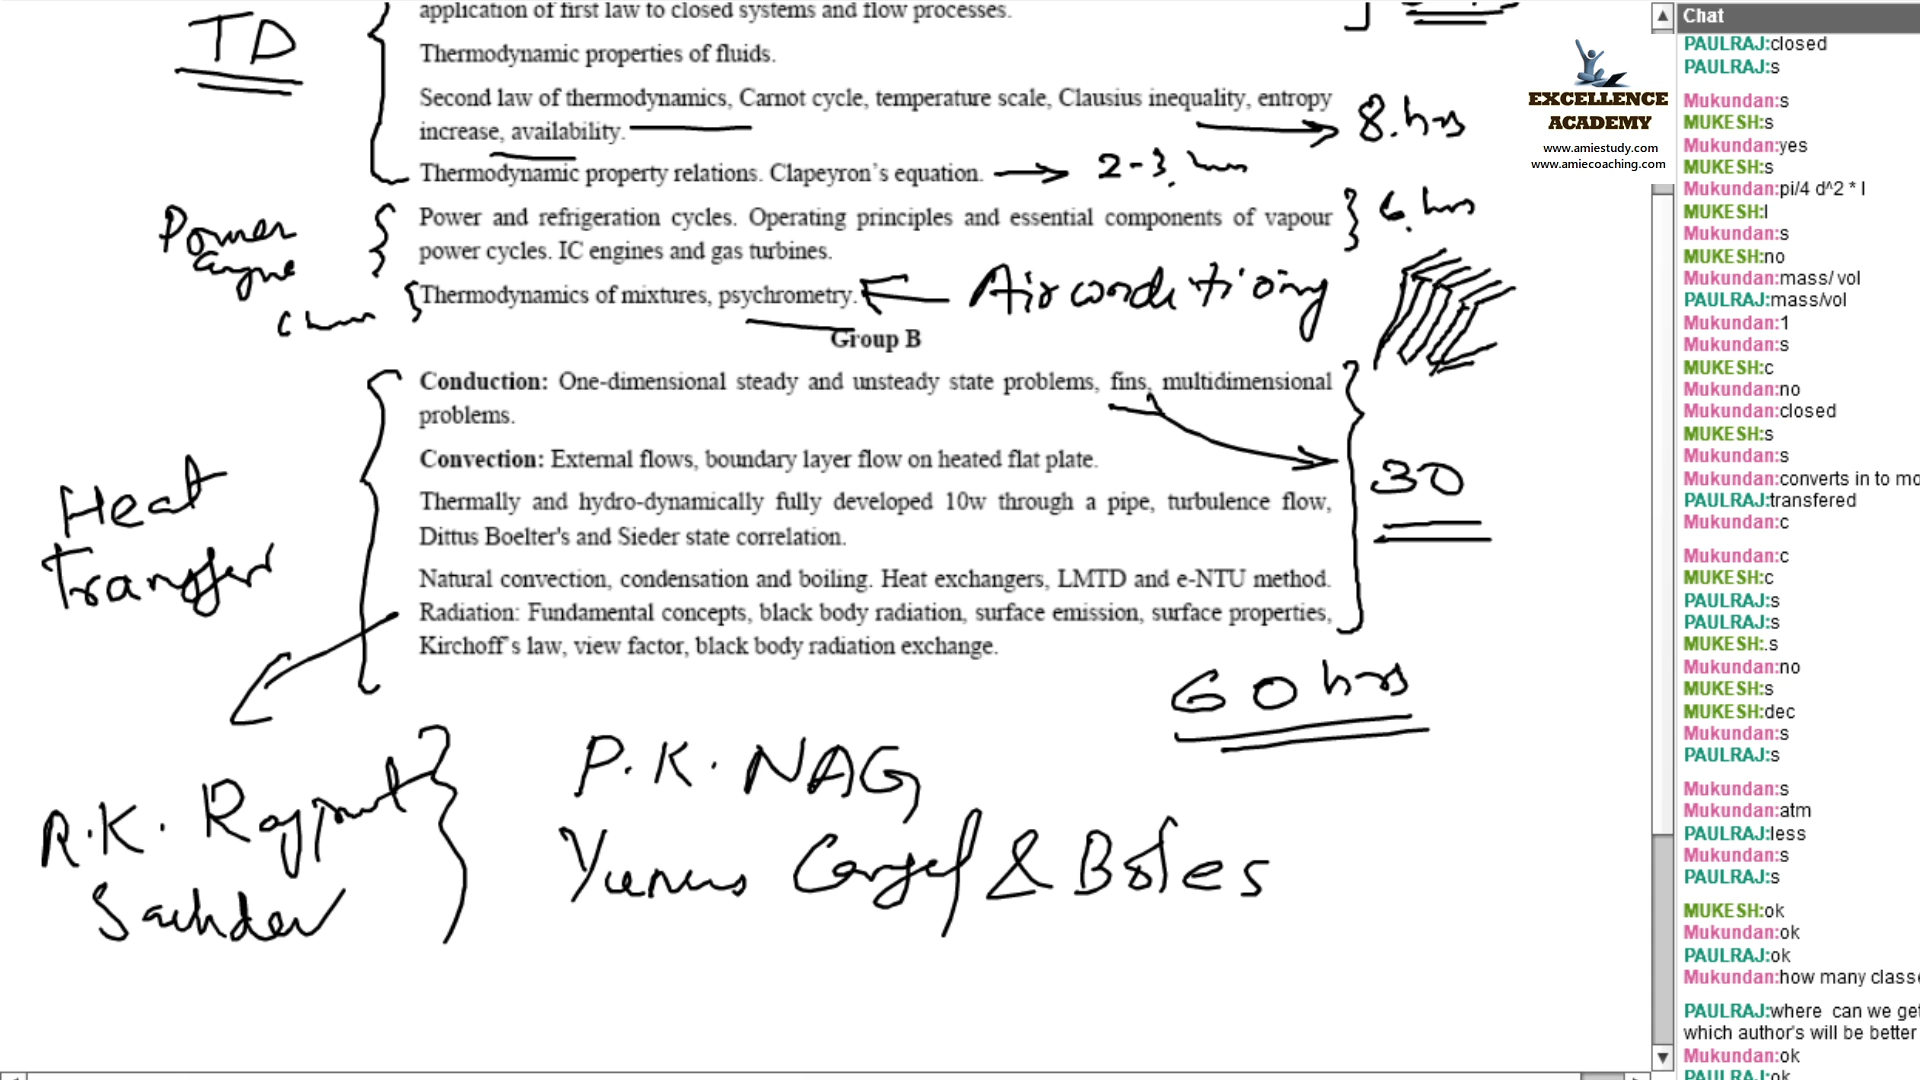 application of first law to closed systems and flow processes.
TD
Thermodynamic properties of fluids.
Second law of thermodynamics, Carnot cycle, temperature scale, Clausius inequality, entropy
increase, availability.
8. hrs
Thermodynamic property relations. Clapeyron's equation.
2-3. hrs
Power
engine
Power and refrigeration cycles. Operating principles and essential components of vapour
power cycles. IC engines and gas turbines.
6. hrs
Thermodynamics of mixtures, psychrometry.
Air conditioning
Group B
Conduction: One-dimensional steady and unsteady state problems, fins, multidimensional
problems.
Convection: External flows, boundary layer flow on heated flat plate.
Thermally and hydro-dynamically fully developed 10w through a pipe, turbulence flow,
Dittus Boelter's and Sieder state correlation.
Natural convection, condensation and boiling. Heat exchangers, LMTD and e-NTU method.
Radiation: Fundamental concepts, black body radiation, surface emission, surface properties,
Kirchoff's law, view factor, black body radiation exchange.
Heat
Transfer
30
60 hrs
R.K. Rajput
Sachdev
P.K. NAG
Yunus Cengel & Boles
EXCELLENCE
ACADEMY
www.amiestudy.com
www.amiecoaching.com
Chat
PAULRAJ:closed
PAULRAJ:s
Mukundan:s
MUKESH:s
Mukundan:yes
MUKESH:s
Mukundan:pi/4 d^2 * l
MUKESH:l
Mukundan:s
MUKESH:no
Mukundan:mass/ vol
PAULRAJ:mass/vol
Mukundan:1
Mukundan:s
MUKESH:c
Mukundan:no
Mukundan:closed
MUKESH:s
Mukundan:s
Mukundan:converts in to mo
PAULRAJ:transfered
Mukundan:c
Mukundan:c
MUKESH:c
PAULRAJ:s
PAULRAJ:s
MUKESH:.s
Mukundan:no
MUKESH:s
MUKESH:dec
Mukundan:s
PAULRAJ:s
Mukundan:s
Mukundan:atm
PAULRAJ:less
Mukundan:s
PAULRAJ:s
MUKESH:ok
Mukundan:ok
PAULRAJ:ok
Mukundan:how many classe
PAULRAJ:where can we get
which author's will be better
Mukundan:ok
PAULRAJ:ok